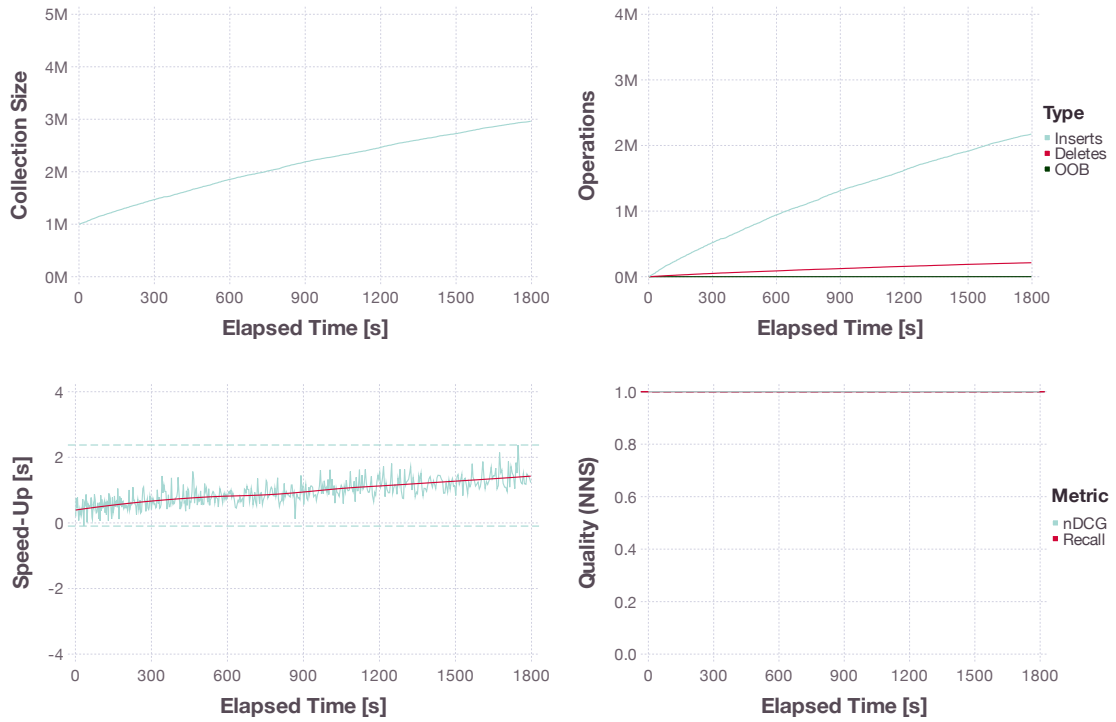 5M
4M
3M
2M
1M
0M
Collection Size
0 300 600 900 1200 1500 1800
Elapsed Time [s]
4M
3M
2M
1M
0M
Operations
0 300 600 900 1200 1500 1800
Elapsed Time [s]
Type
Inserts
Deletes
OOB
4
2
0
-2
-4
Speed-Up [s]
0 300 600 900 1200 1500 1800
Elapsed Time [s]
1.0
0.8
0.6
0.4
0.2
0.0
Quality (NNS)
0 300 600 900 1200 1500 1800
Elapsed Time [s]
Metric
nDCG
Recall